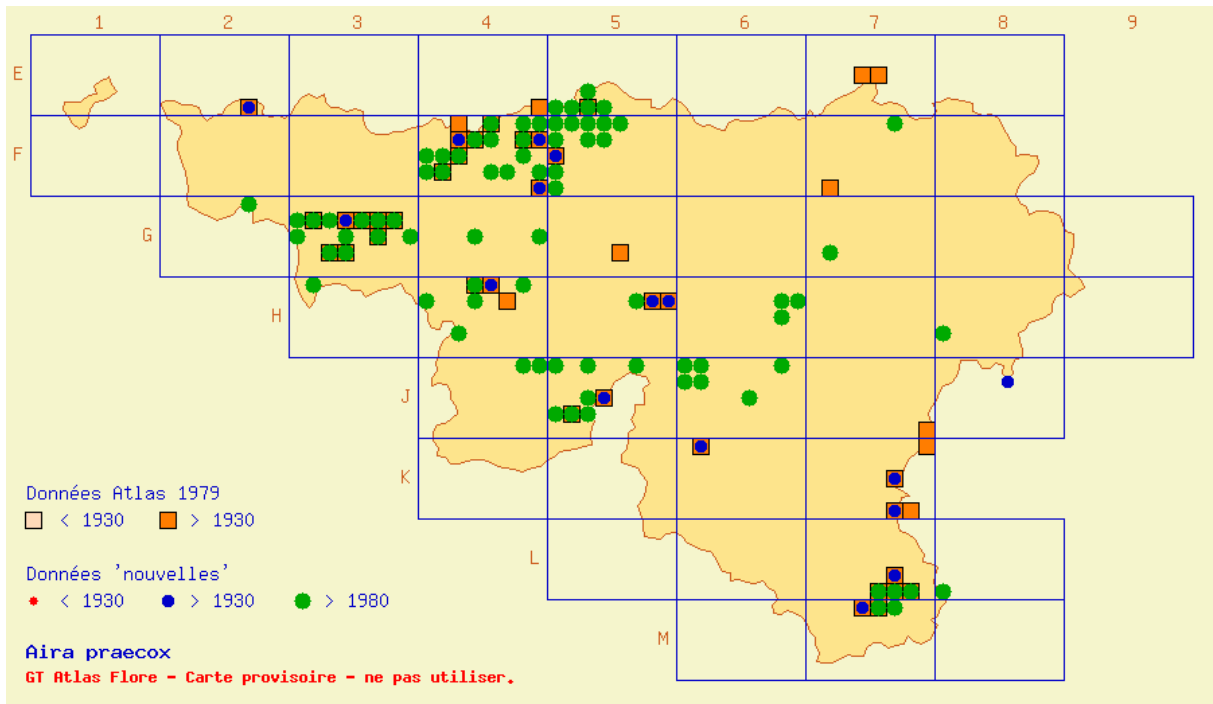 1 2 3 4 5 6 7 8 9
E
F
G
H
J
K
L
M
Données Atlas 1979
< 1930 > 1930
Données 'nouvelles'
< 1930 > 1930 > 1980
Aira praecox
GT Atlas Flore - Carte provisoire - ne pas utiliser.